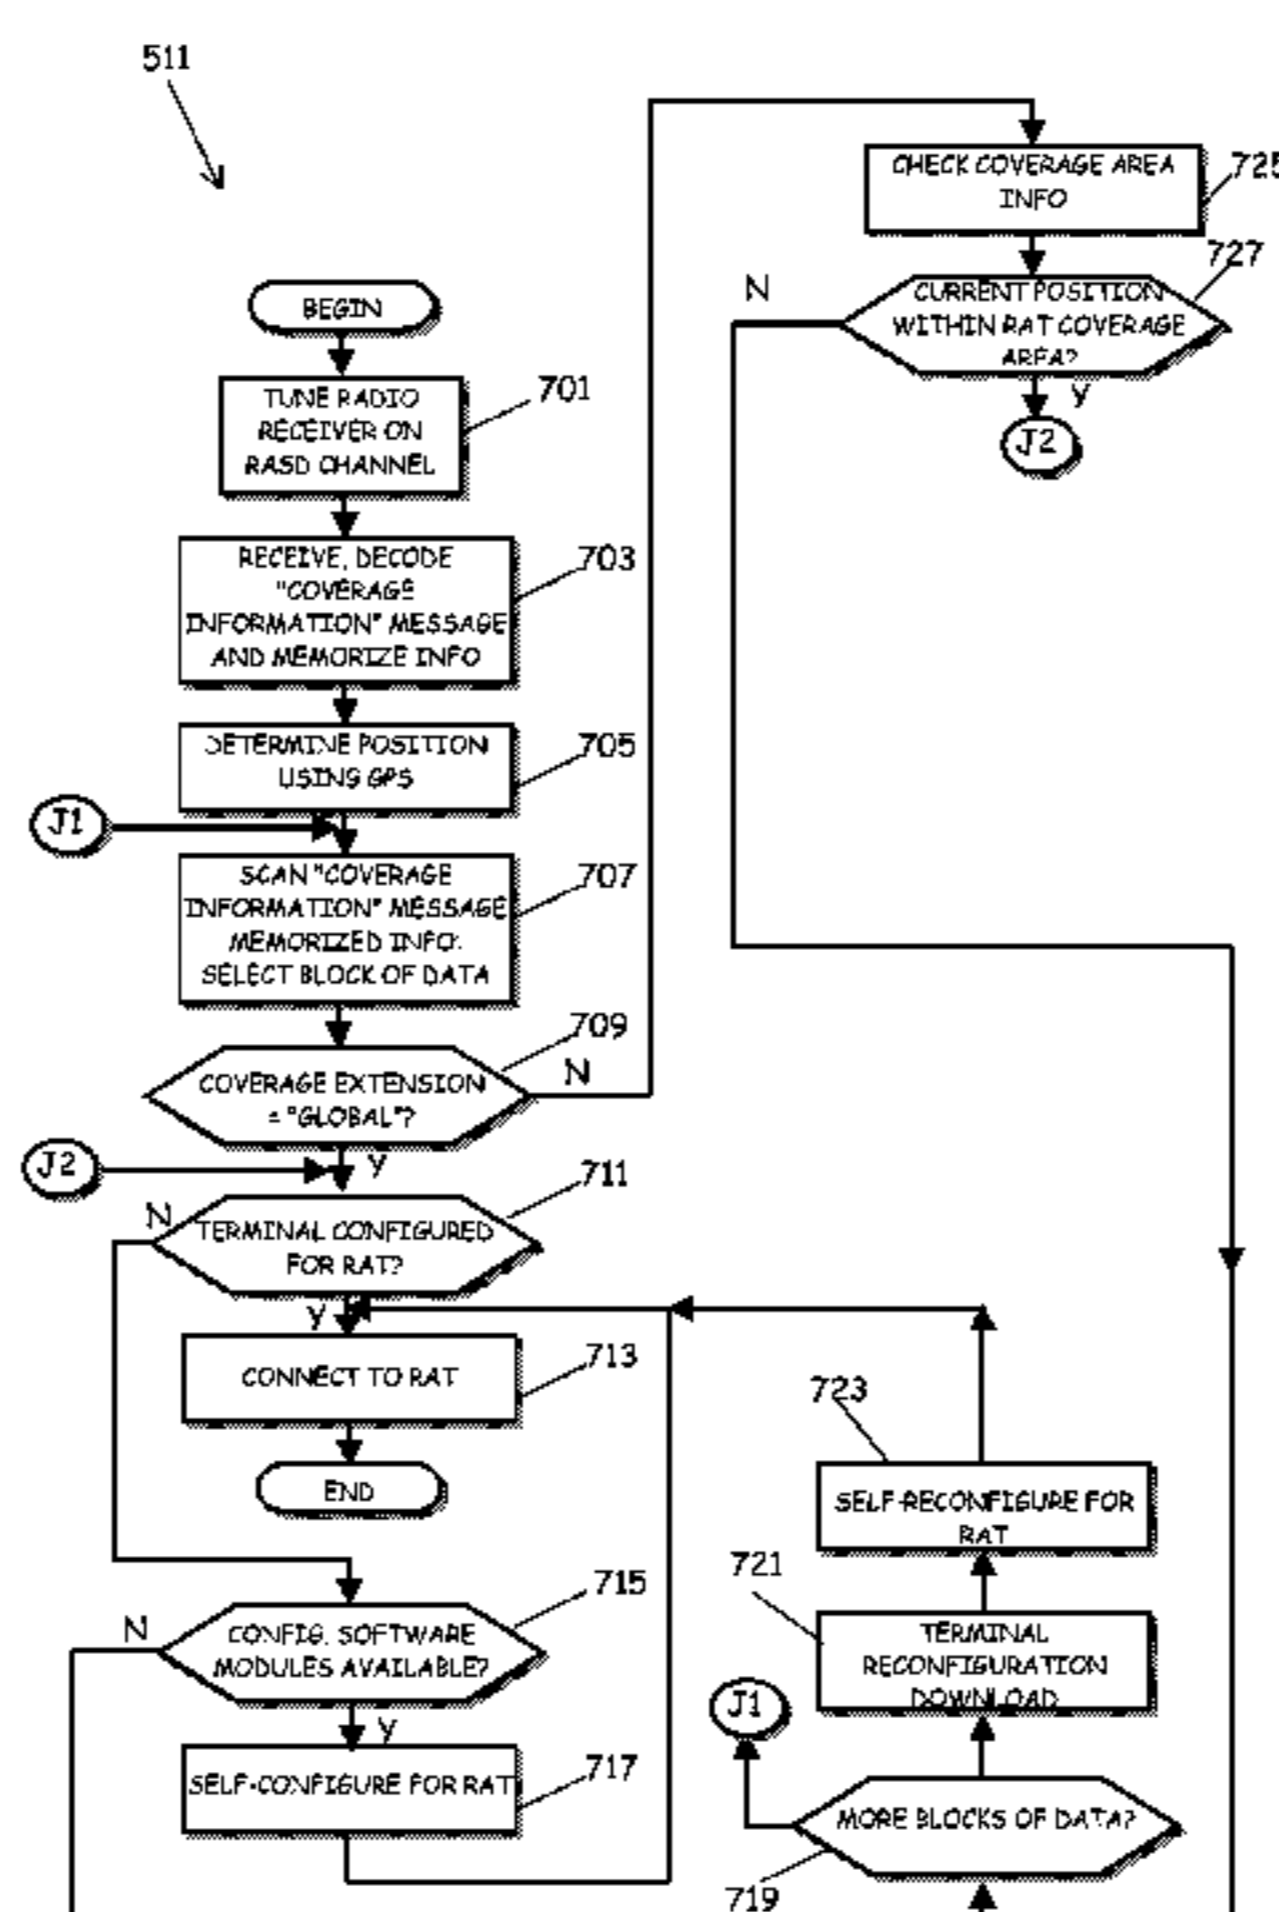 511
BEGIN
TUNE RADIO
RECEIVER ON
RASD CHANNEL
701
RECEIVE, DECODE
"COVERAGE
INFORMATION" MESSAGE
AND MEMORIZE INFO
703
DETERMINE POSITION
USING GPS
705
J1
SCAN "COVERAGE
INFORMATION" MESSAGE
MEMORIZED INFO:
SELECT BLOCK OF DATA
707
COVERAGE EXTENSION
= "GLOBAL"?
709
N
J2
Y
TERMINAL CONFIGURED
FOR RAT?
711
N
Y
CONNECT TO RAT
713
END
CONFIG. SOFTWARE
MODULES AVAILABLE?
715
N
Y
SELF-CONFIGURE FOR RAT
717
CHECK COVERAGE AREA
INFO
725
CURRENT POSITION
WITHIN RAT COVERAGE
AREA?
727
N
Y
J2
723
SELF-RECONFIGURE FOR
RAT
721
TERMINAL
RECONFIGURATION
DOWNLOAD
J1
MORE BLOCKS OF DATA?
719